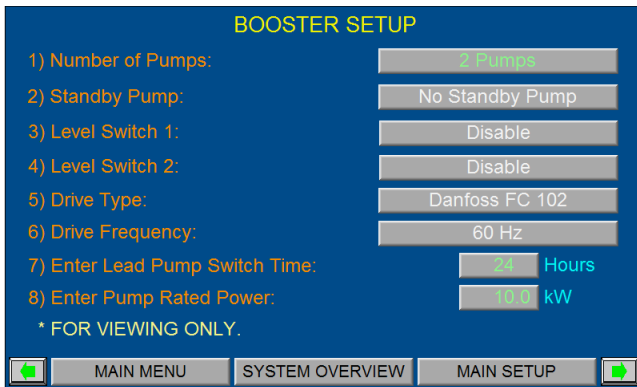 BOOSTER SETUP
1) Number of Pumps: 2 Pumps
2) Standby Pump: No Standby Pump
3) Level Switch 1: Disable
4) Level Switch 2: Disable
5) Drive Type: Danfoss FC 102
6) Drive Frequency: 60 Hz
7) Enter Lead Pump Switch Time: 24 Hours
8) Enter Pump Rated Power: 10.0 kW
* FOR VIEWING ONLY.
MAIN MENU SYSTEM OVERVIEW MAIN SETUP